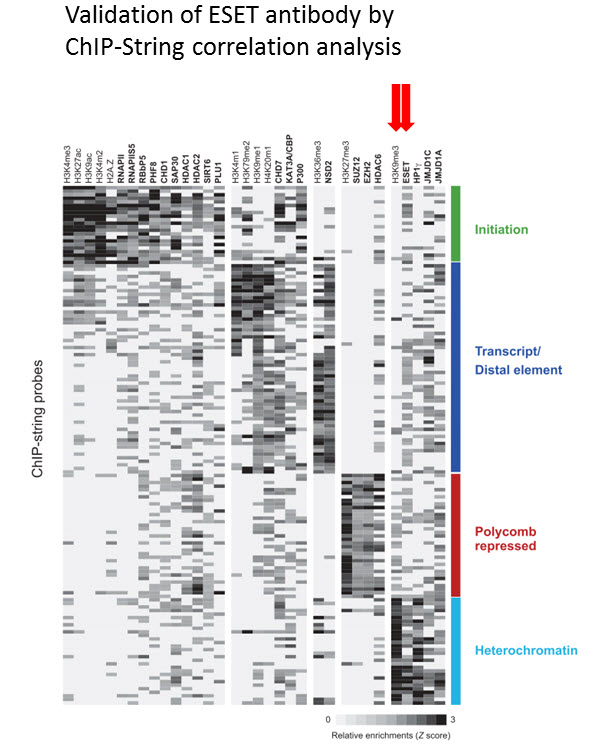 Validation of ESET antibody by
ChIP-String correlation analysis
H3K4me3
H3K27ac
H3K9ac
H3K4m2
H2A.Z
RNAPII
RNAPIIS5
RBbP5
PHF8
CHD1
SAP30
HDAC1
HDAC2
SIRT6
PLU1
H3K4m1
H3K79me2
H3K9me1
H4K20m1
CHD7
KAT3A/CBP
P300
H3K36me3
NSD2
H3K27me3
SUZ12
EZH2
HDAC6
H3K9me3
ESET
HP1γ
JMJD1C
JMJD1A
ChIP-string probes
Initiation
Transcript/
Distal element
Polycomb
repressed
Heterochromatin
0 3
Relative enrichments (Z score)